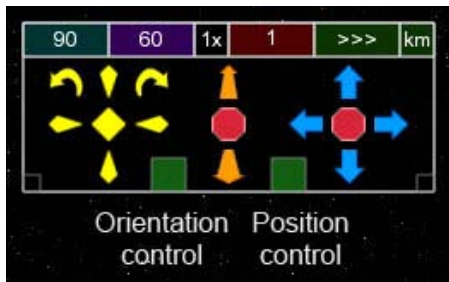 90 60 1x 1 >>> km
Orientation Position
control control